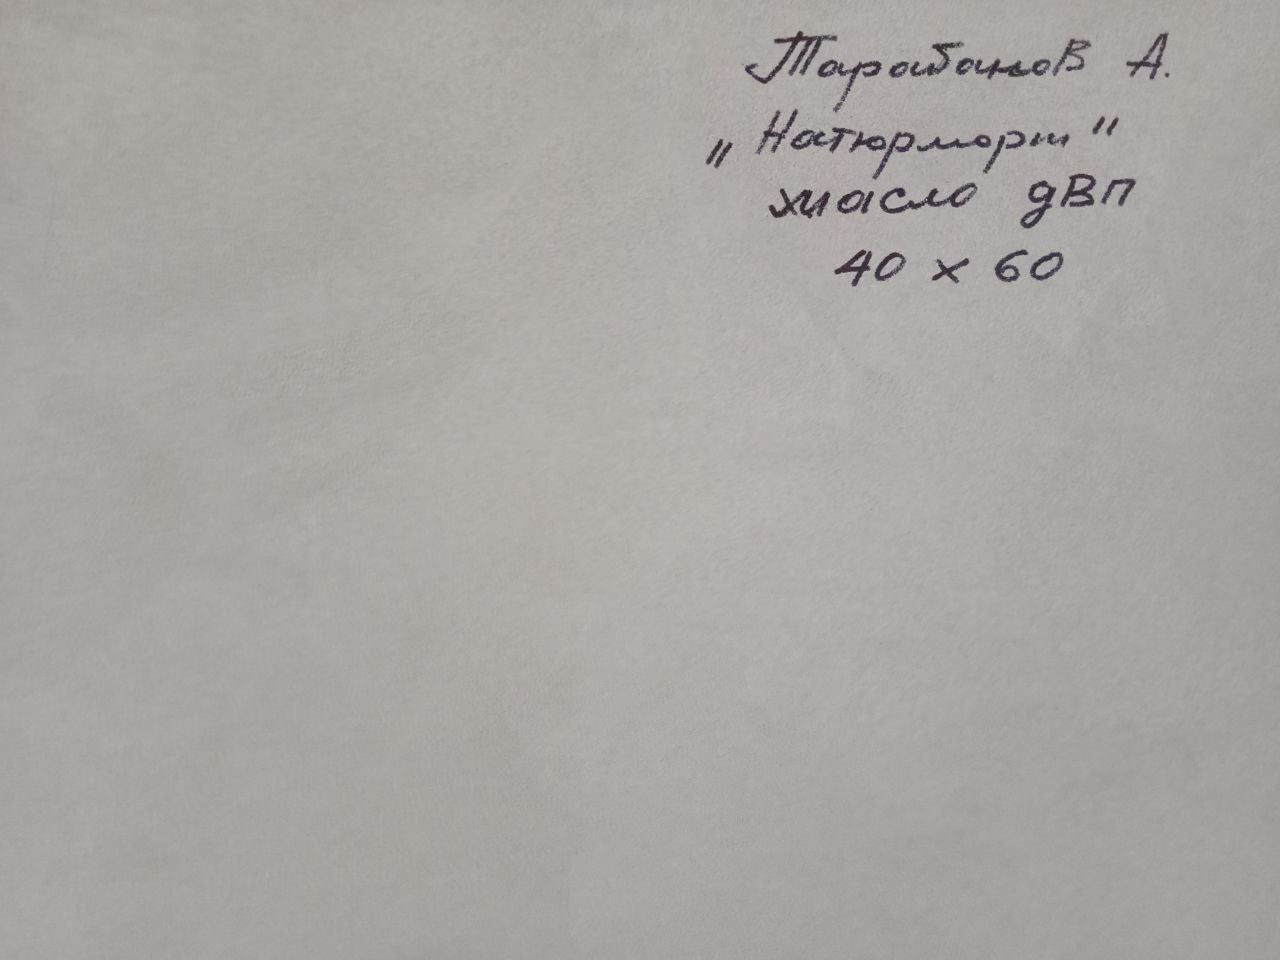 Тарабанов А.
„Натюрморт"
масло двп
40 х 60